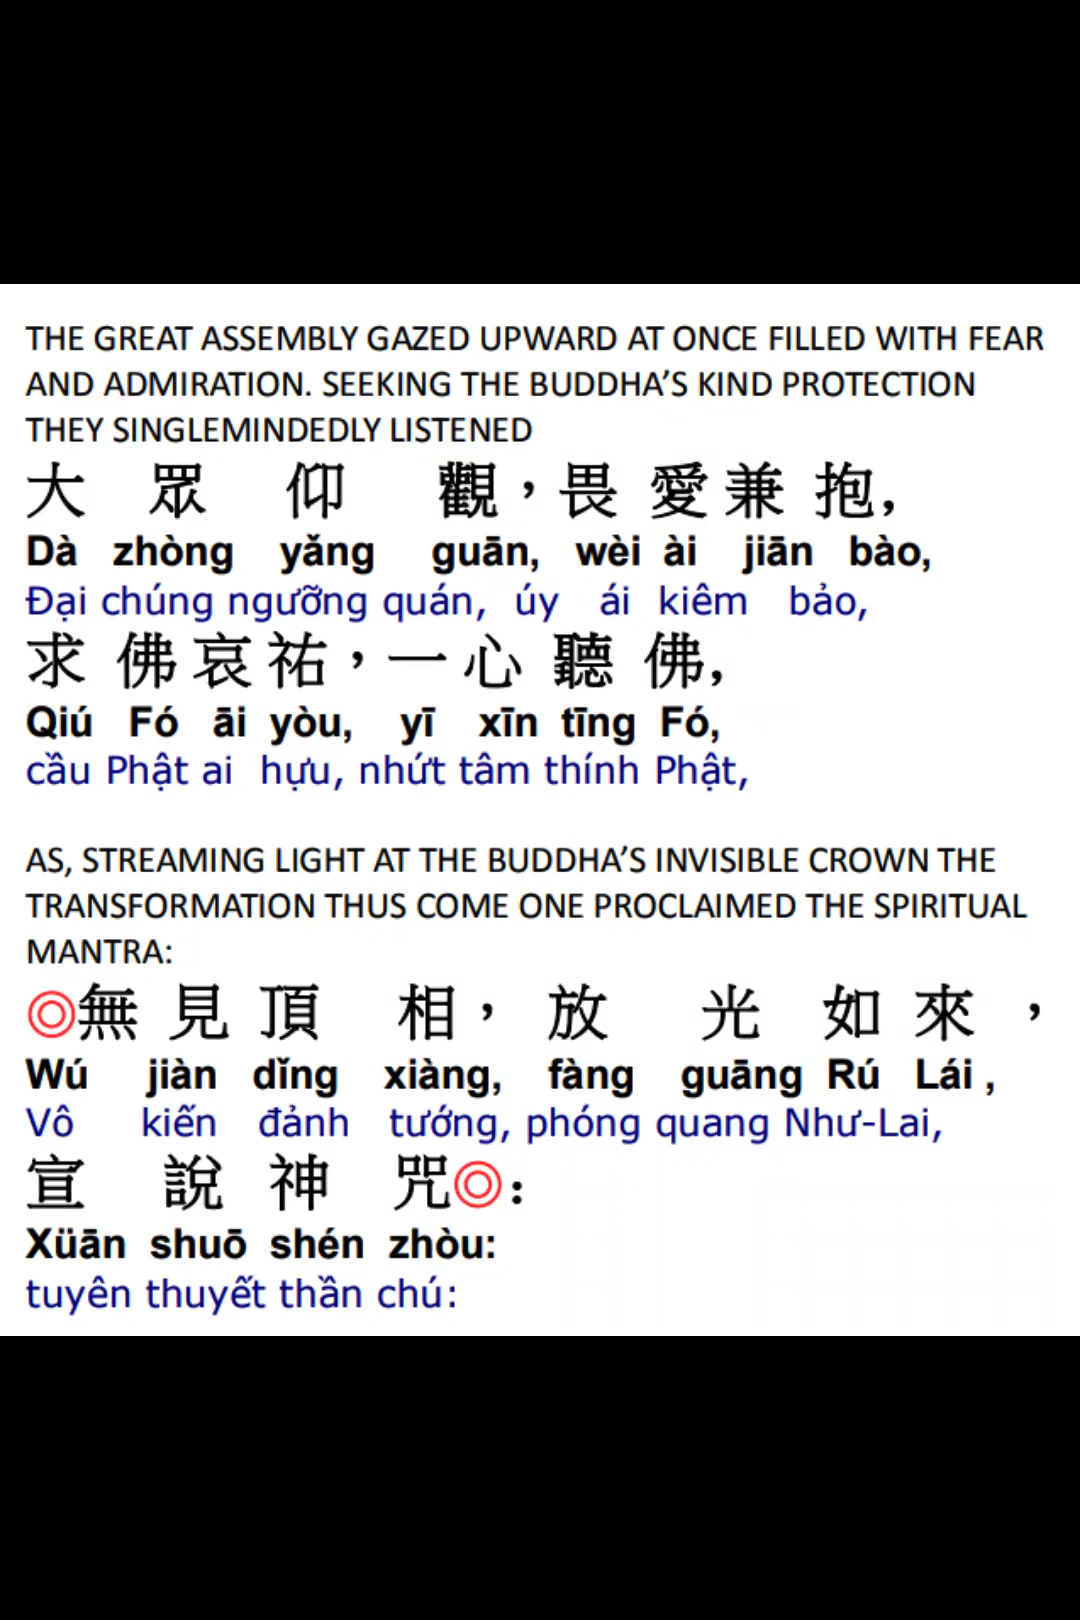 THE GREAT ASSEMBLY GAZED UPWARD AT ONCE FILLED WITH FEAR
AND ADMIRATION. SEEKING THE BUDDHA’S KIND PROTECTION
THEY SINGLEMINDEDLY LISTENED
大 眾 仰 觀，畏 愛 兼 抱,
Dà zhòng yǎng guān, wèi ài jiān bào,
Đại chúng ngưỡng quán, úy ái kiêm bảo,
求 佛 哀 祐，一 心 聽 佛,
Qiú Fó āi yòu, yī xīn tīng Fó,
cầu Phật ai hựu, nhứt tâm thính Phật,
AS, STREAMING LIGHT AT THE BUDDHA’S INVISIBLE CROWN THE
TRANSFORMATION THUS COME ONE PROCLAIMED THE SPIRITUAL
MANTRA:
◎無 見 頂 相，放 光 如 來 ，
Wú jiàn dǐng xiàng, fàng guāng Rú Lái ,
Vô kiến đảnh tướng, phóng quang Như-Lai,
宣 說 神 咒◎：
Xüān shuō shén zhòu:
tuyên thuyết thần chú: